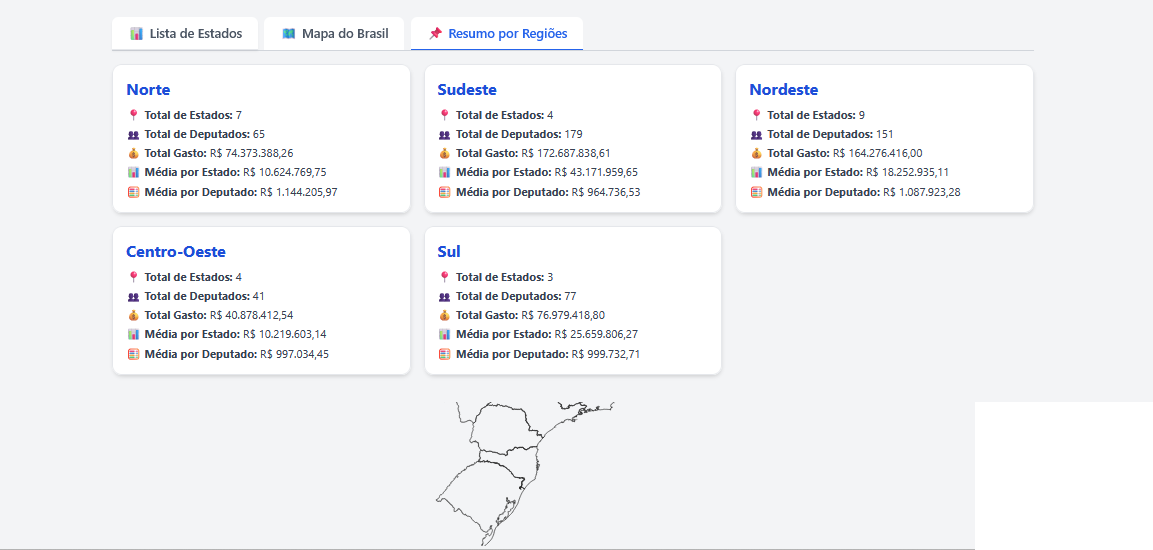 Lista de Estados
Mapa do Brasil
Resumo por Regiões
Norte
Total de Estados: 7
Total de Deputados: 65
Total Gasto: R$ 74.373.388,26
Média por Estado: R$ 10.624.769,75
Média por Deputado: R$ 1.144.205,97
Sudeste
Total de Estados: 4
Total de Deputados: 179
Total Gasto: R$ 172.687.838,61
Média por Estado: R$ 43.171.959,65
Média por Deputado: R$ 964.736,53
Nordeste
Total de Estados: 9
Total de Deputados: 151
Total Gasto: R$ 164.276.416,00
Média por Estado: R$ 18.252.935,11
Média por Deputado: R$ 1.087.923,28
Centro-Oeste
Total de Estados: 4
Total de Deputados: 41
Total Gasto: R$ 40.878.412,54
Média por Estado: R$ 10.219.603,14
Média por Deputado: R$ 997.034,45
Sul
Total de Estados: 3
Total de Deputados: 77
Total Gasto: R$ 76.979.418,80
Média por Estado: R$ 25.659.806,27
Média por Deputado: R$ 999.732,71